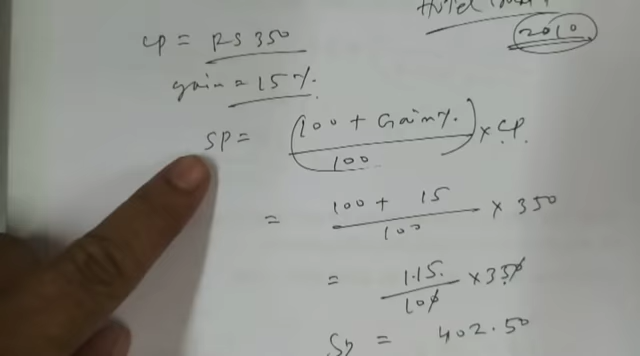 Hotel
2010
CP = RS 350
gain = 15%.
SP = (100 + Gain%. / 100) × CP.
= 100 + 15 / 100 × 350
= 115. / 100 × 350
SP = 402.50